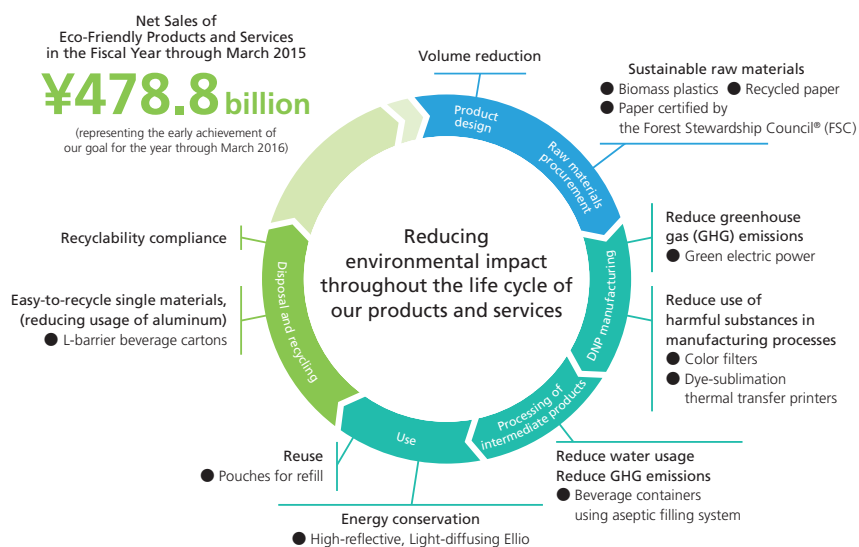 Net Sales of
Eco-Friendly Products and Services
in the Fiscal Year through March 2015
¥478.8 billion
(representing the early achievement of
our goal for the year through March 2016)
Volume reduction
Sustainable raw materials
● Biomass plastics ● Recycled paper
● Paper certified by
the Forest Stewardship Council® (FSC)
Product
design
Raw materials
procurement
Reduce greenhouse
gas (GHG) emissions
● Green electric power
DNP manufacturing
Reduce use of
harmful substances in
manufacturing processes
● Color filters
● Dye-sublimation
thermal transfer printers
Processing of
intermediate products
Reduce water usage
Reduce GHG emissions
● Beverage containers
using aseptic filling system
Use
Energy conservation
● High-reflective, Light-diffusing Ellio
Reuse
● Pouches for refill
Disposal and recycling
Easy-to-recycle single materials,
(reducing usage of aluminum)
● L-barrier beverage cartons
Recyclability compliance
Reducing
environmental impact
throughout the life cycle of
our products and services